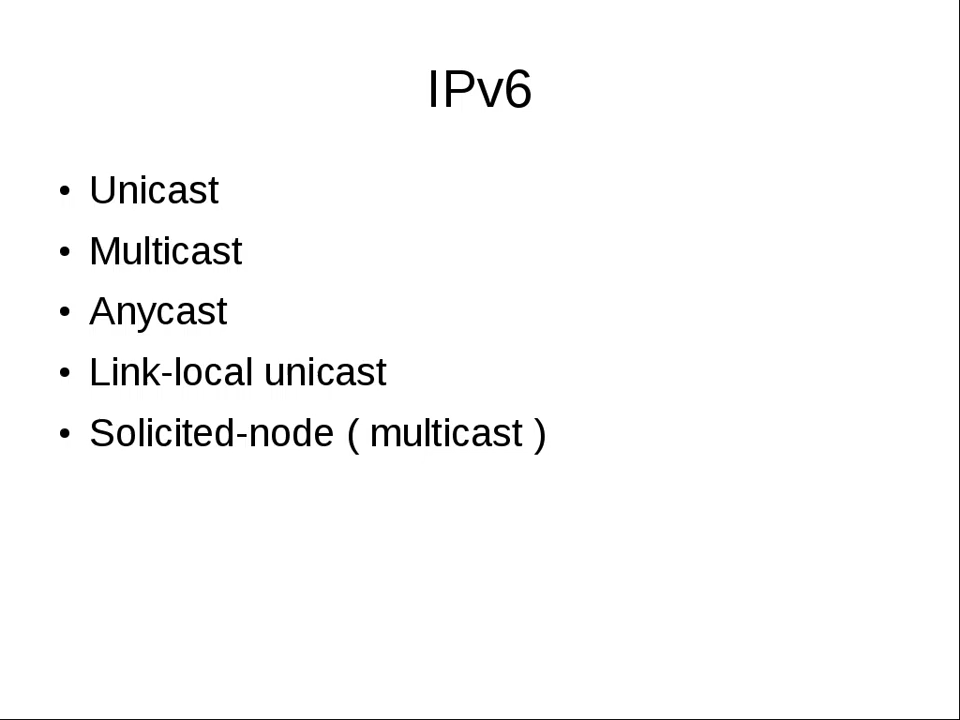 IPv6
• Unicast
• Multicast
• Anycast
• Link-local unicast
• Solicited-node ( multicast )